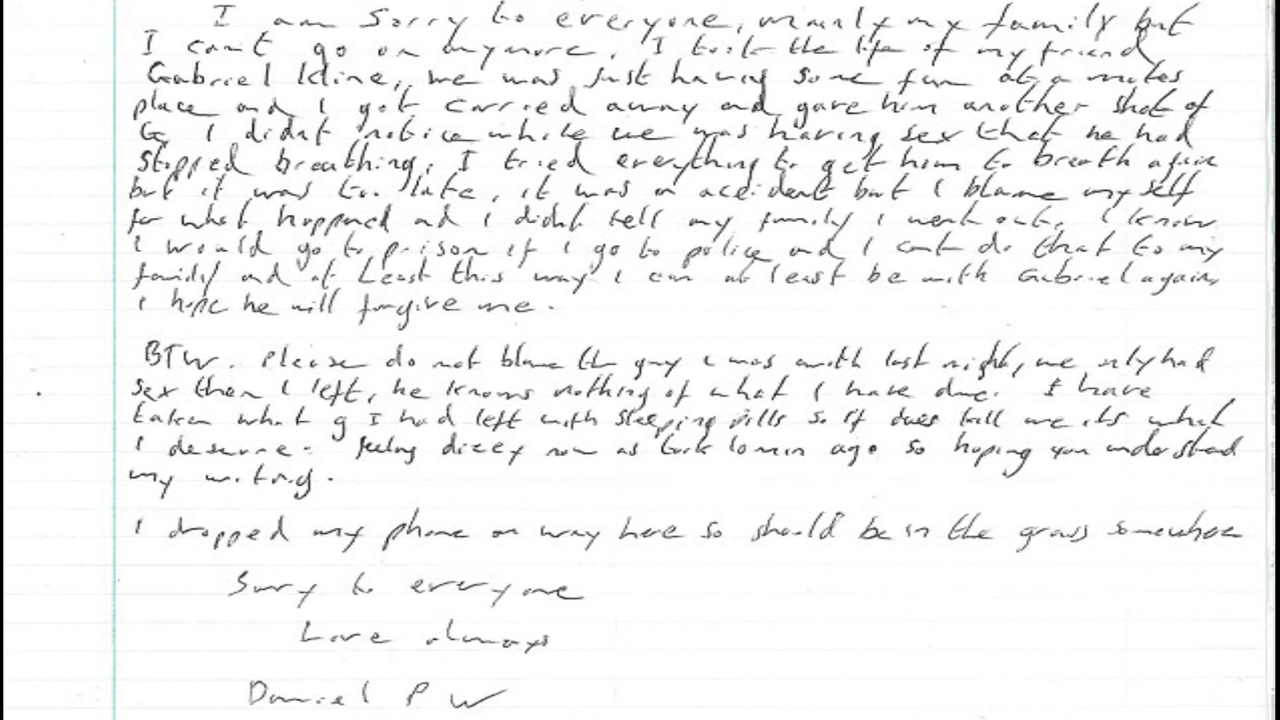 I am sorry to everyone, mainly my family but
I can't go on anymore, I took the life of my friend
Gabriel Kline, we was just having some fun at a mates
place and I got carried away and gave him another shot of
G. I didnt notice while we was having sex that he had
stopped breathing. I tried everything to get him to breath again
but it was to late, it was an accident but I blame my self
for what happened and I didnt tell my family I went out. I know
I would go to prison if I go to police and I cant do that to my
family and at least this way I can at least be with Gabriel again,
I hope he will forgive me.
BTW. Please do not blame the guy I was with last night, we only had
sex then I left, he knows nothing of what I have done. I have
taken what g I had left with sleeping pills so if it does kill me its what
I deserve. Feeling dizzy now as took 10 min ago so hoping you understand
my writing.
I dropped my phone on way here so should be in the grass somewhere
Sorry to everyone
Love always
Daniel P W